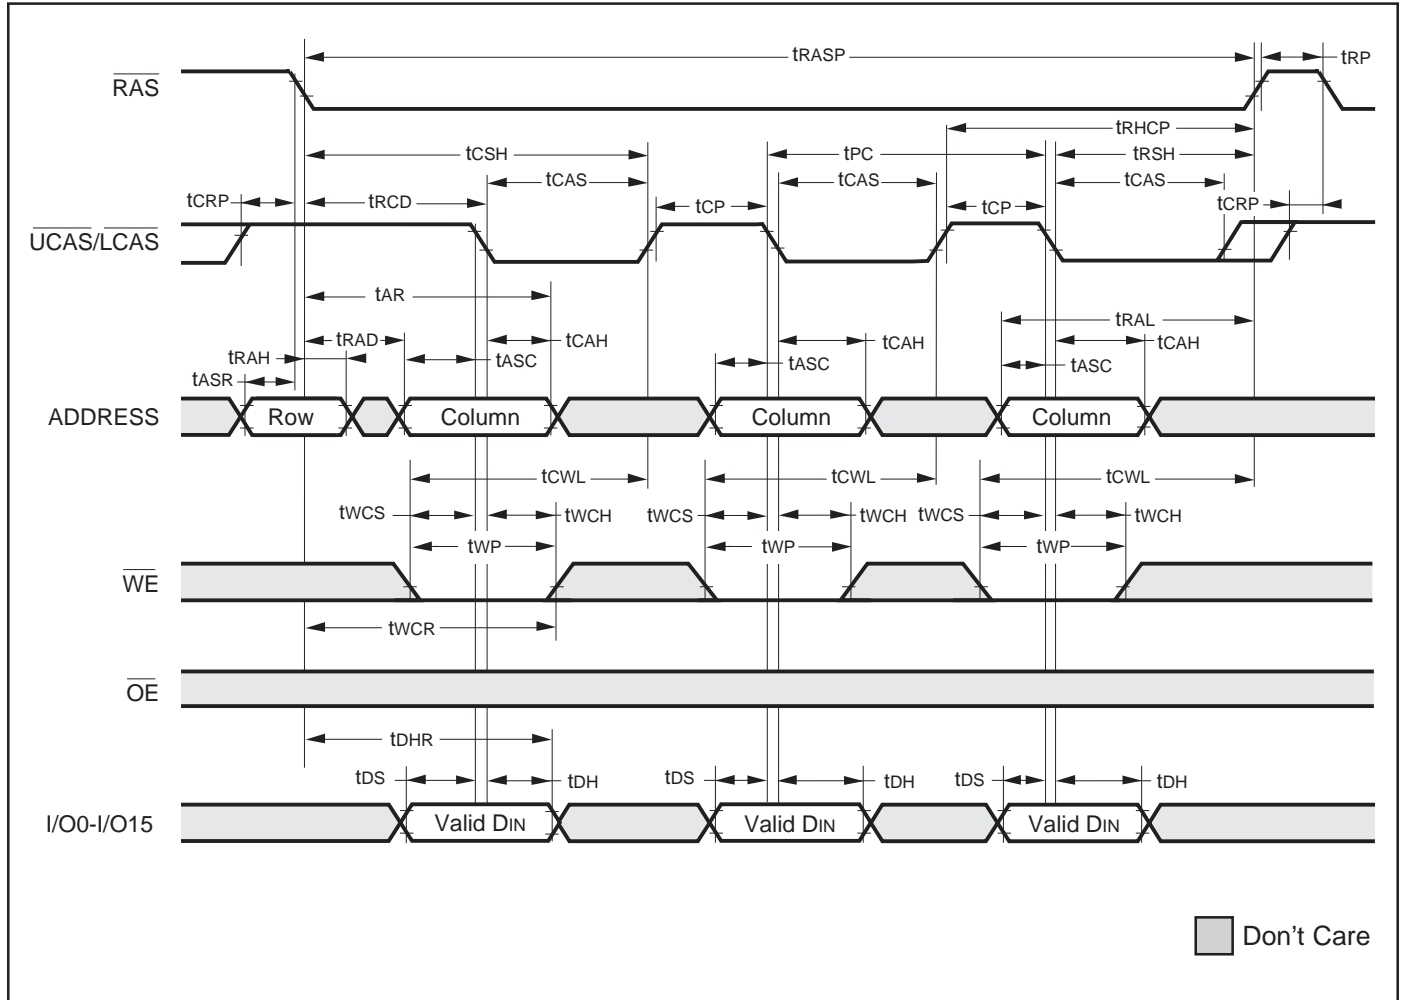 tRASP
tRP
RAS
tRHCP
tCSH
tPC
tRSH
tCAS
tCAS
tCAS
tCRP
tRCD
tCP
tCP
tCRP
UCAS/LCAS
tAR
tRAL
tRAD
tCAH
tCAH
tCAH
tRAH
tASC
tASC
tASC
tASR
ADDRESS
Row
Column
Column
Column
tCWL
tCWL
tCWL
tWCS
tWCH
tWCS
tWCH
tWCS
tWCH
tWP
tWP
tWP
WE
tWCR
OE
tDHR
tDS
tDH
tDS
tDH
tDS
tDH
I/O0-I/O15
Valid DIN
Valid DIN
Valid DIN
Don't Care